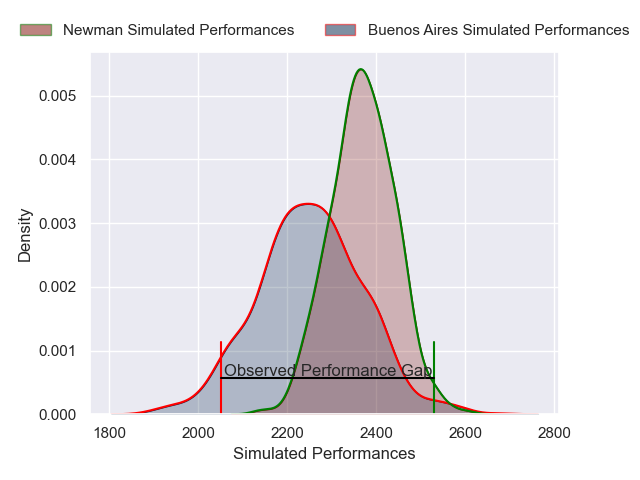 Newman Simulated Performances
Buenos Aires Simulated Performances
0.005
0.004
0.003
0.002
0.001
0.000
Density
Observed Performance Gap
1800 2000 2200 2400 2600 2800
Simulated Performances